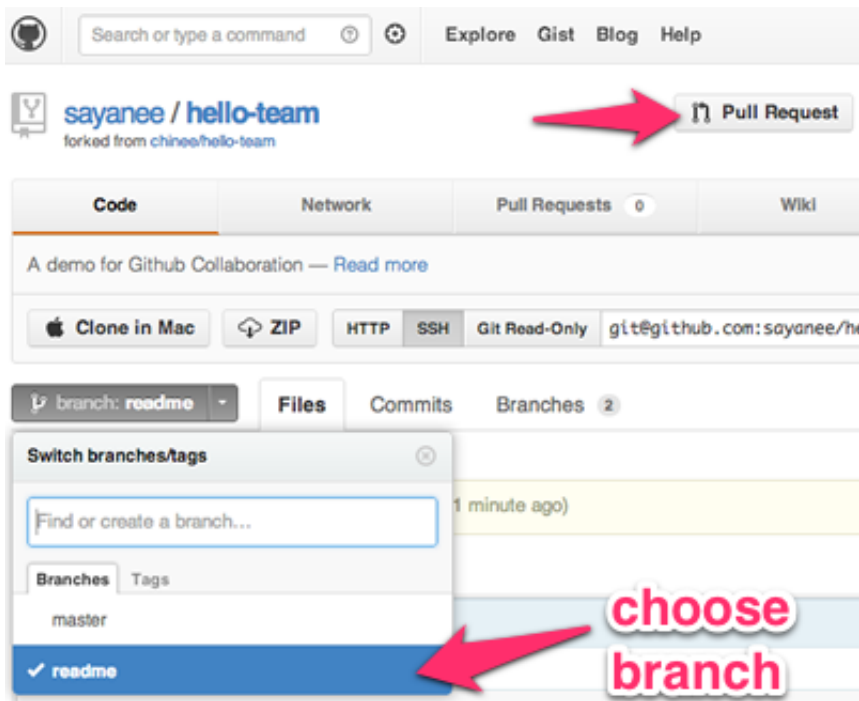 Search or type a command
Explore Gist Blog Help
sayanee / hello-team
Pull Request
forked from chinee/hello-team
Code Network Pull Requests 0 Wiki
A demo for Github Collaboration — Read more
Clone in Mac ZIP HTTP SSH Git Read-Only git@github.com:sayanee/he
branch: readme Files Commits Branches 2
Switch branches/tags
1 minute ago)
Find or create a branch...
Branches Tags
master
readme
choose
branch